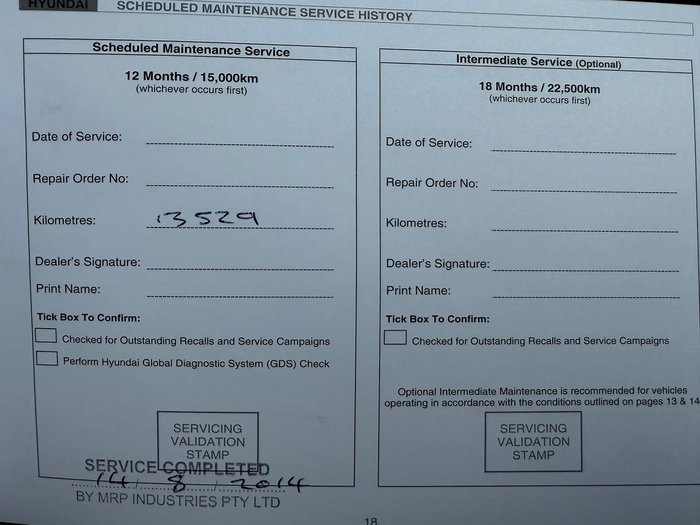 HYUNDAI
SCHEDULED MAINTENANCE SERVICE HISTORY
Scheduled Maintenance Service
12 Months / 15,000km
(whichever occurs first)
Date of Service:
Repair Order No:
Kilometres: 13529
Dealer's Signature:
Print Name:
Tick Box To Confirm:
Checked for Outstanding Recalls and Service Campaigns
Perform Hyundai Global Diagnostic System (GDS) Check
SERVICING
VALIDATION
STAMP
SERVICE COMPLETED
14 8 2014
BY MRP INDUSTRIES PTY LTD
Intermediate Service (Optional)
18 Months / 22,500km
(whichever occurs first)
Date of Service:
Repair Order No:
Kilometres:
Dealer's Signature:
Print Name:
Tick Box To Confirm:
Checked for Outstanding Recalls and Service Campaigns
Optional Intermediate Maintenance is recommended for vehicles
operating in accordance with the conditions outlined on pages 13 & 14
SERVICING
VALIDATION
STAMP
18